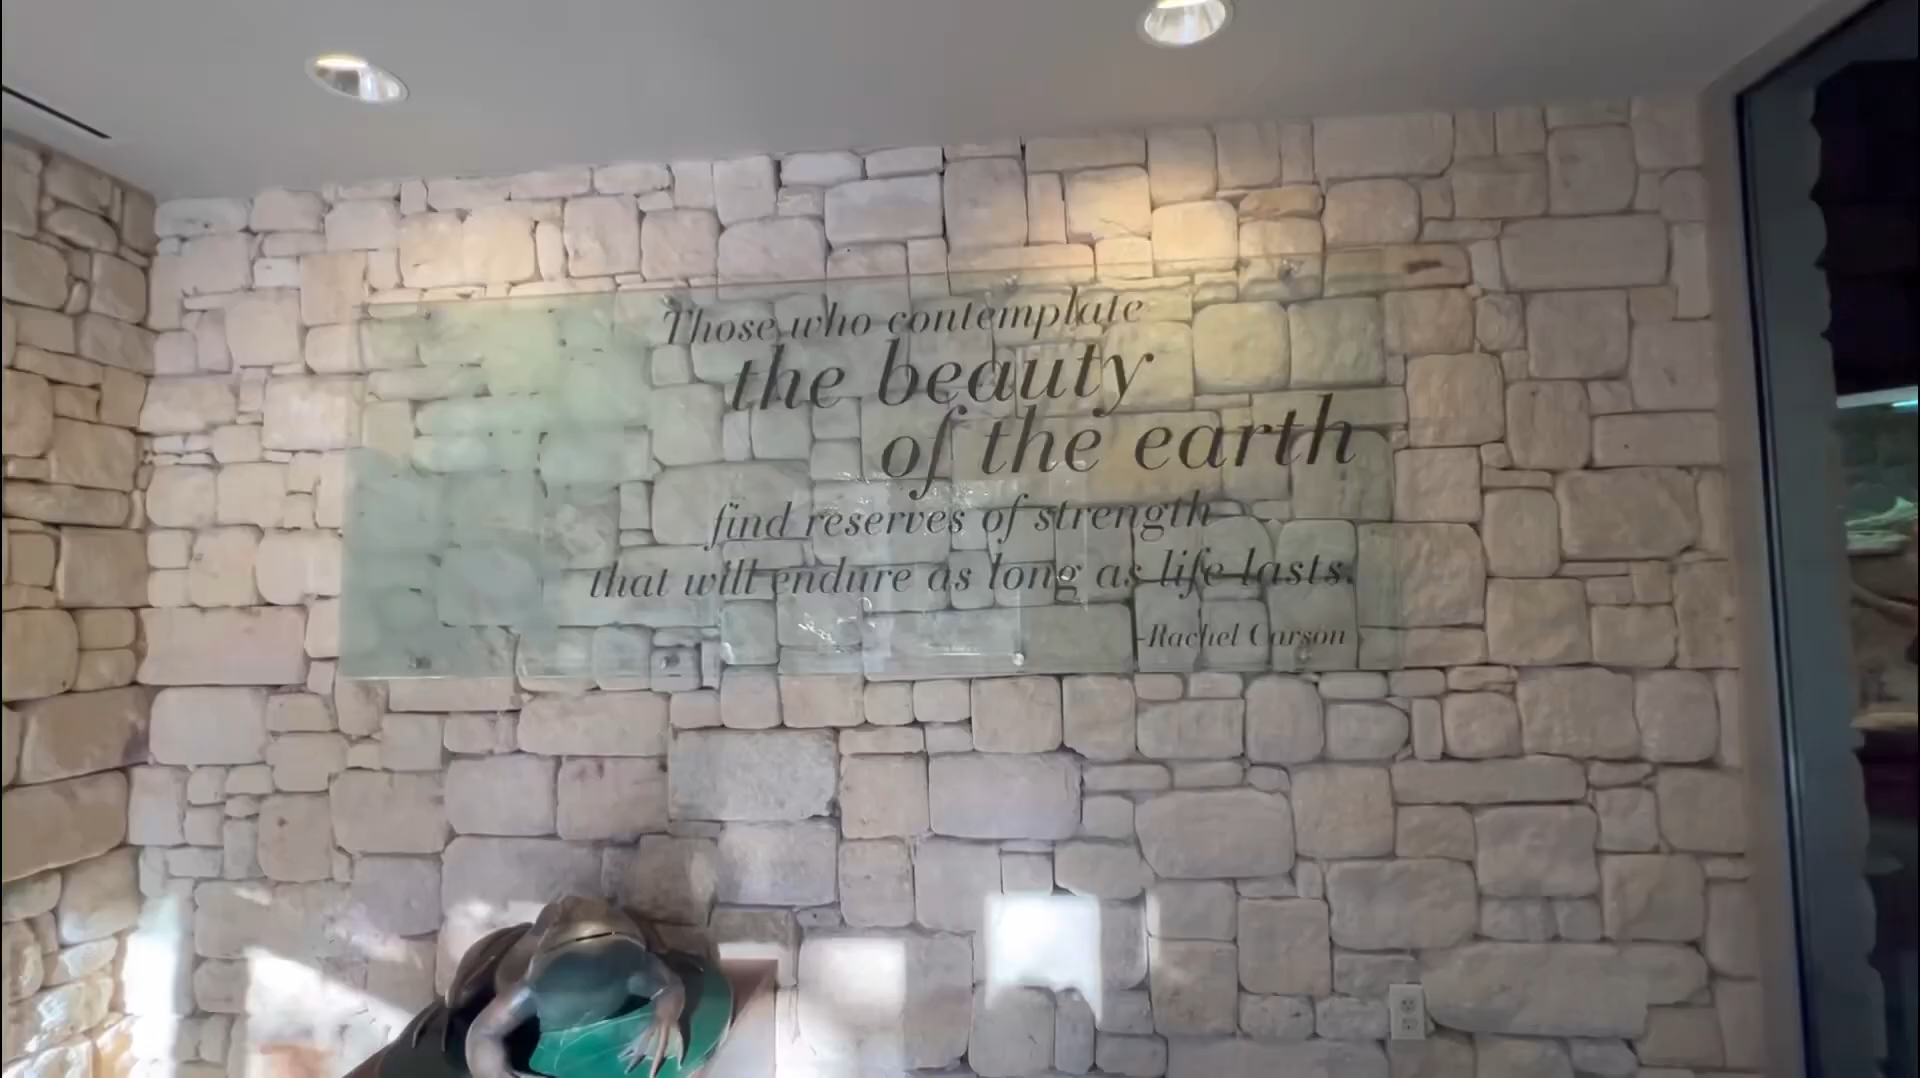 Those who contemplate
the beauty
of the earth
find reserves of strength
that will endure as long as life lasts.
-Rachel Carson